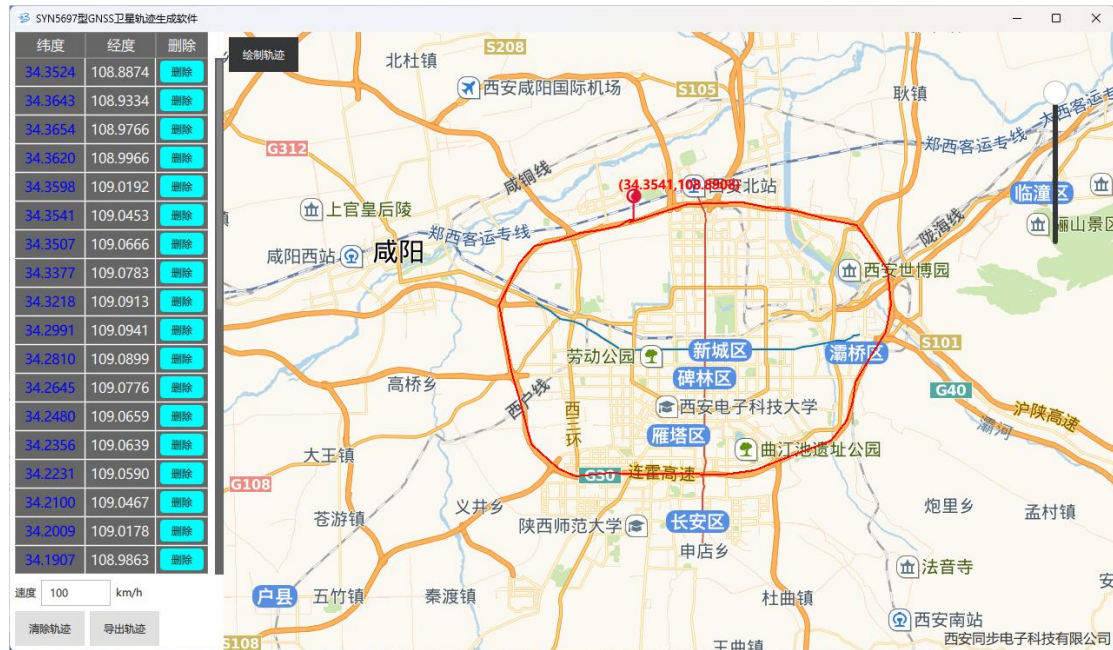 SYN5697型GNSS卫星轨迹生成软件
纬度 经度 删除
34.3524 108.8874 删除
34.3643 108.9334 删除
34.3654 108.9766 删除
34.3620 108.9966 删除
34.3598 109.0192 删除
34.3541 109.0453 删除
34.3507 109.0666 删除
34.3377 109.0783 删除
34.3218 109.0913 删除
34.2991 109.0941 删除
34.2810 109.0899 删除
34.2645 109.0776 删除
34.2480 109.0659 删除
34.2356 109.0639 删除
34.2231 109.0590 删除
34.2100 109.0467 删除
34.2009 109.0178 删除
34.1907 108.9863 删除
速度 100 km/h
清除轨迹 导出轨迹
绘制轨迹
S208
北杜镇
西安咸阳国际机场
S105
耿镇
大西客运专线
郑西客运专线
G312
咸铜线
(34.3541,108.8908)
西安北站
临潼区
上官皇后陵
陇海线
骊山景区
郑西客运专线
咸阳西站
咸阳
西安世博园
S101
劳动公园
新城区
灞桥区
碑林区
高桥乡
G40
西户线
西三环
西安电子科技大学
沪陕高速
灞河
雁塔区
曲江池遗址公园
大王镇
G30
连霍高速
G108
义井乡
炮里乡
孟村镇
苍游镇
陕西师范大学
长安区
申店乡
法音寺
安
户县
五竹镇
秦渡镇
杜曲镇
西安南站
S108
王曲镇
西安同步电子科技有限公司